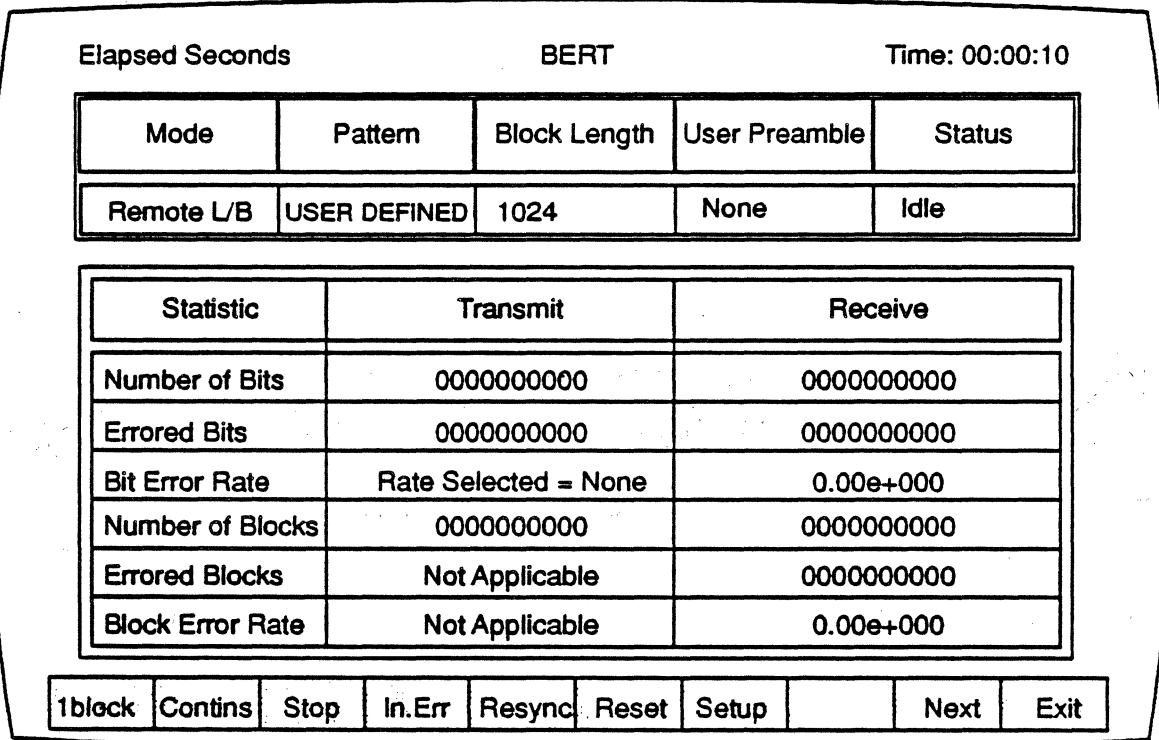 Elapsed Seconds BERT Time: 00:00:10
Mode Pattern Block Length User Preamble Status
Remote L/B USER DEFINED 1024 None Idle
Statistic Transmit Receive
Number of Bits 0000000000 0000000000
Errored Bits 0000000000 0000000000
Bit Error Rate Rate Selected = None 0.00e+000
Number of Blocks 0000000000 0000000000
Errored Blocks Not Applicable 0000000000
Block Error Rate Not Applicable 0.00e+000
1block Contins Stop In.Err Resync Reset Setup Next Exit